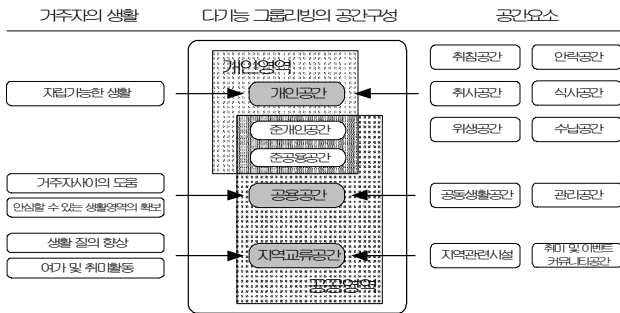 거주자의 생활
다기능 그룹리빙의 공간구성
공간요소
개인영역
취침공간
안락공간
자립가능한 생활
개인공간
취사공간
식사공간
준개인공간
위생공간
수납공간
준공용공간
거주자사이의 도움
안심할 수 있는 생활영역의 확보
공용공간
공동생활공간
관리공간
생활 질의 향상
여가 및 취미활동
지역교류공간
지역관련시설
취미 및 이벤트
커뮤니티공간
공공영역